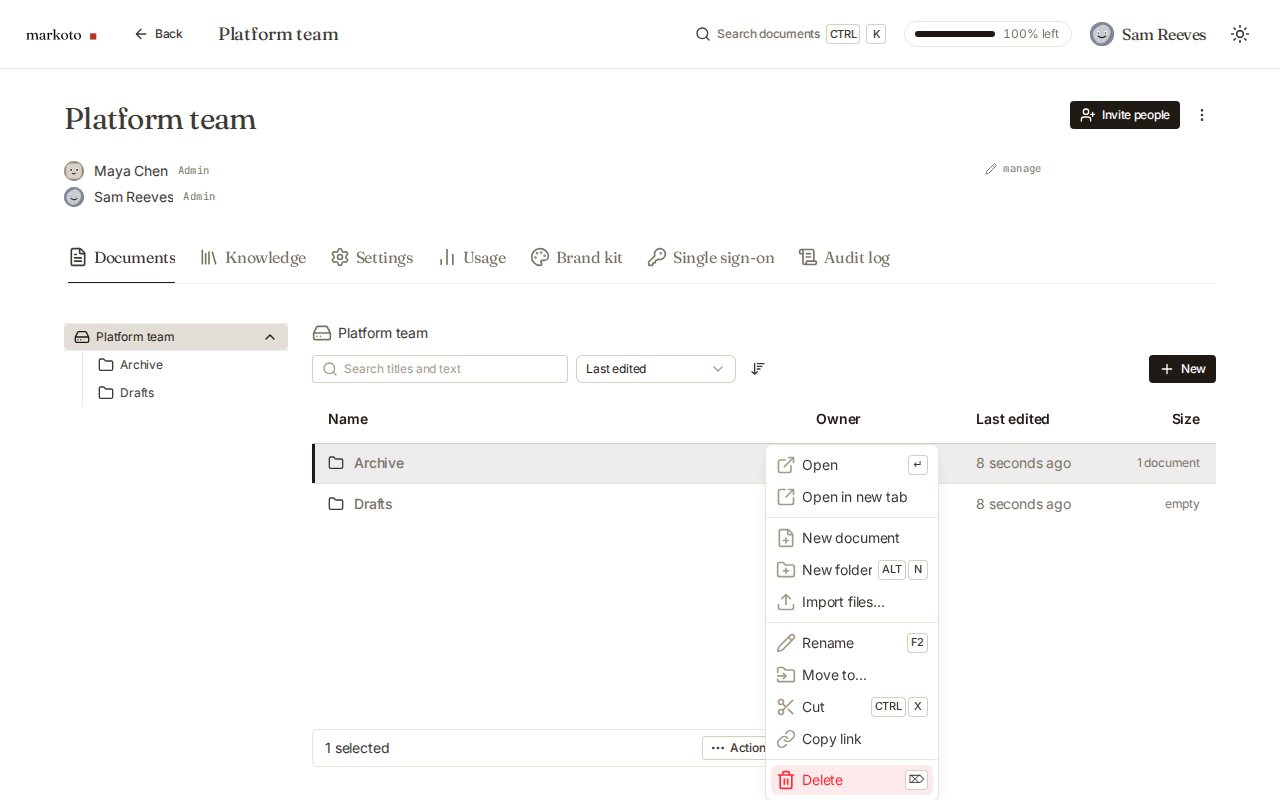 markoto
Back
Platform team
Search documents CTRL K
100% left
Sam Reeves
Platform team
Invite people
Maya Chen Admin
manage
Sam Reeves Admin
Documents
Knowledge
Settings
Usage
Brand kit
Single sign-on
Audit log
Platform team
Archive
Drafts
Platform team
Search titles and text
Last edited
New
Name Owner Last edited Size
Archive 8 seconds ago 1 document
Drafts 8 seconds ago empty
Open ↵
Open in new tab
New document
New folder ALT N
Import files...
Rename F2
Move to...
Cut CTRL X
Copy link
Delete ⌦
1 selected
Action